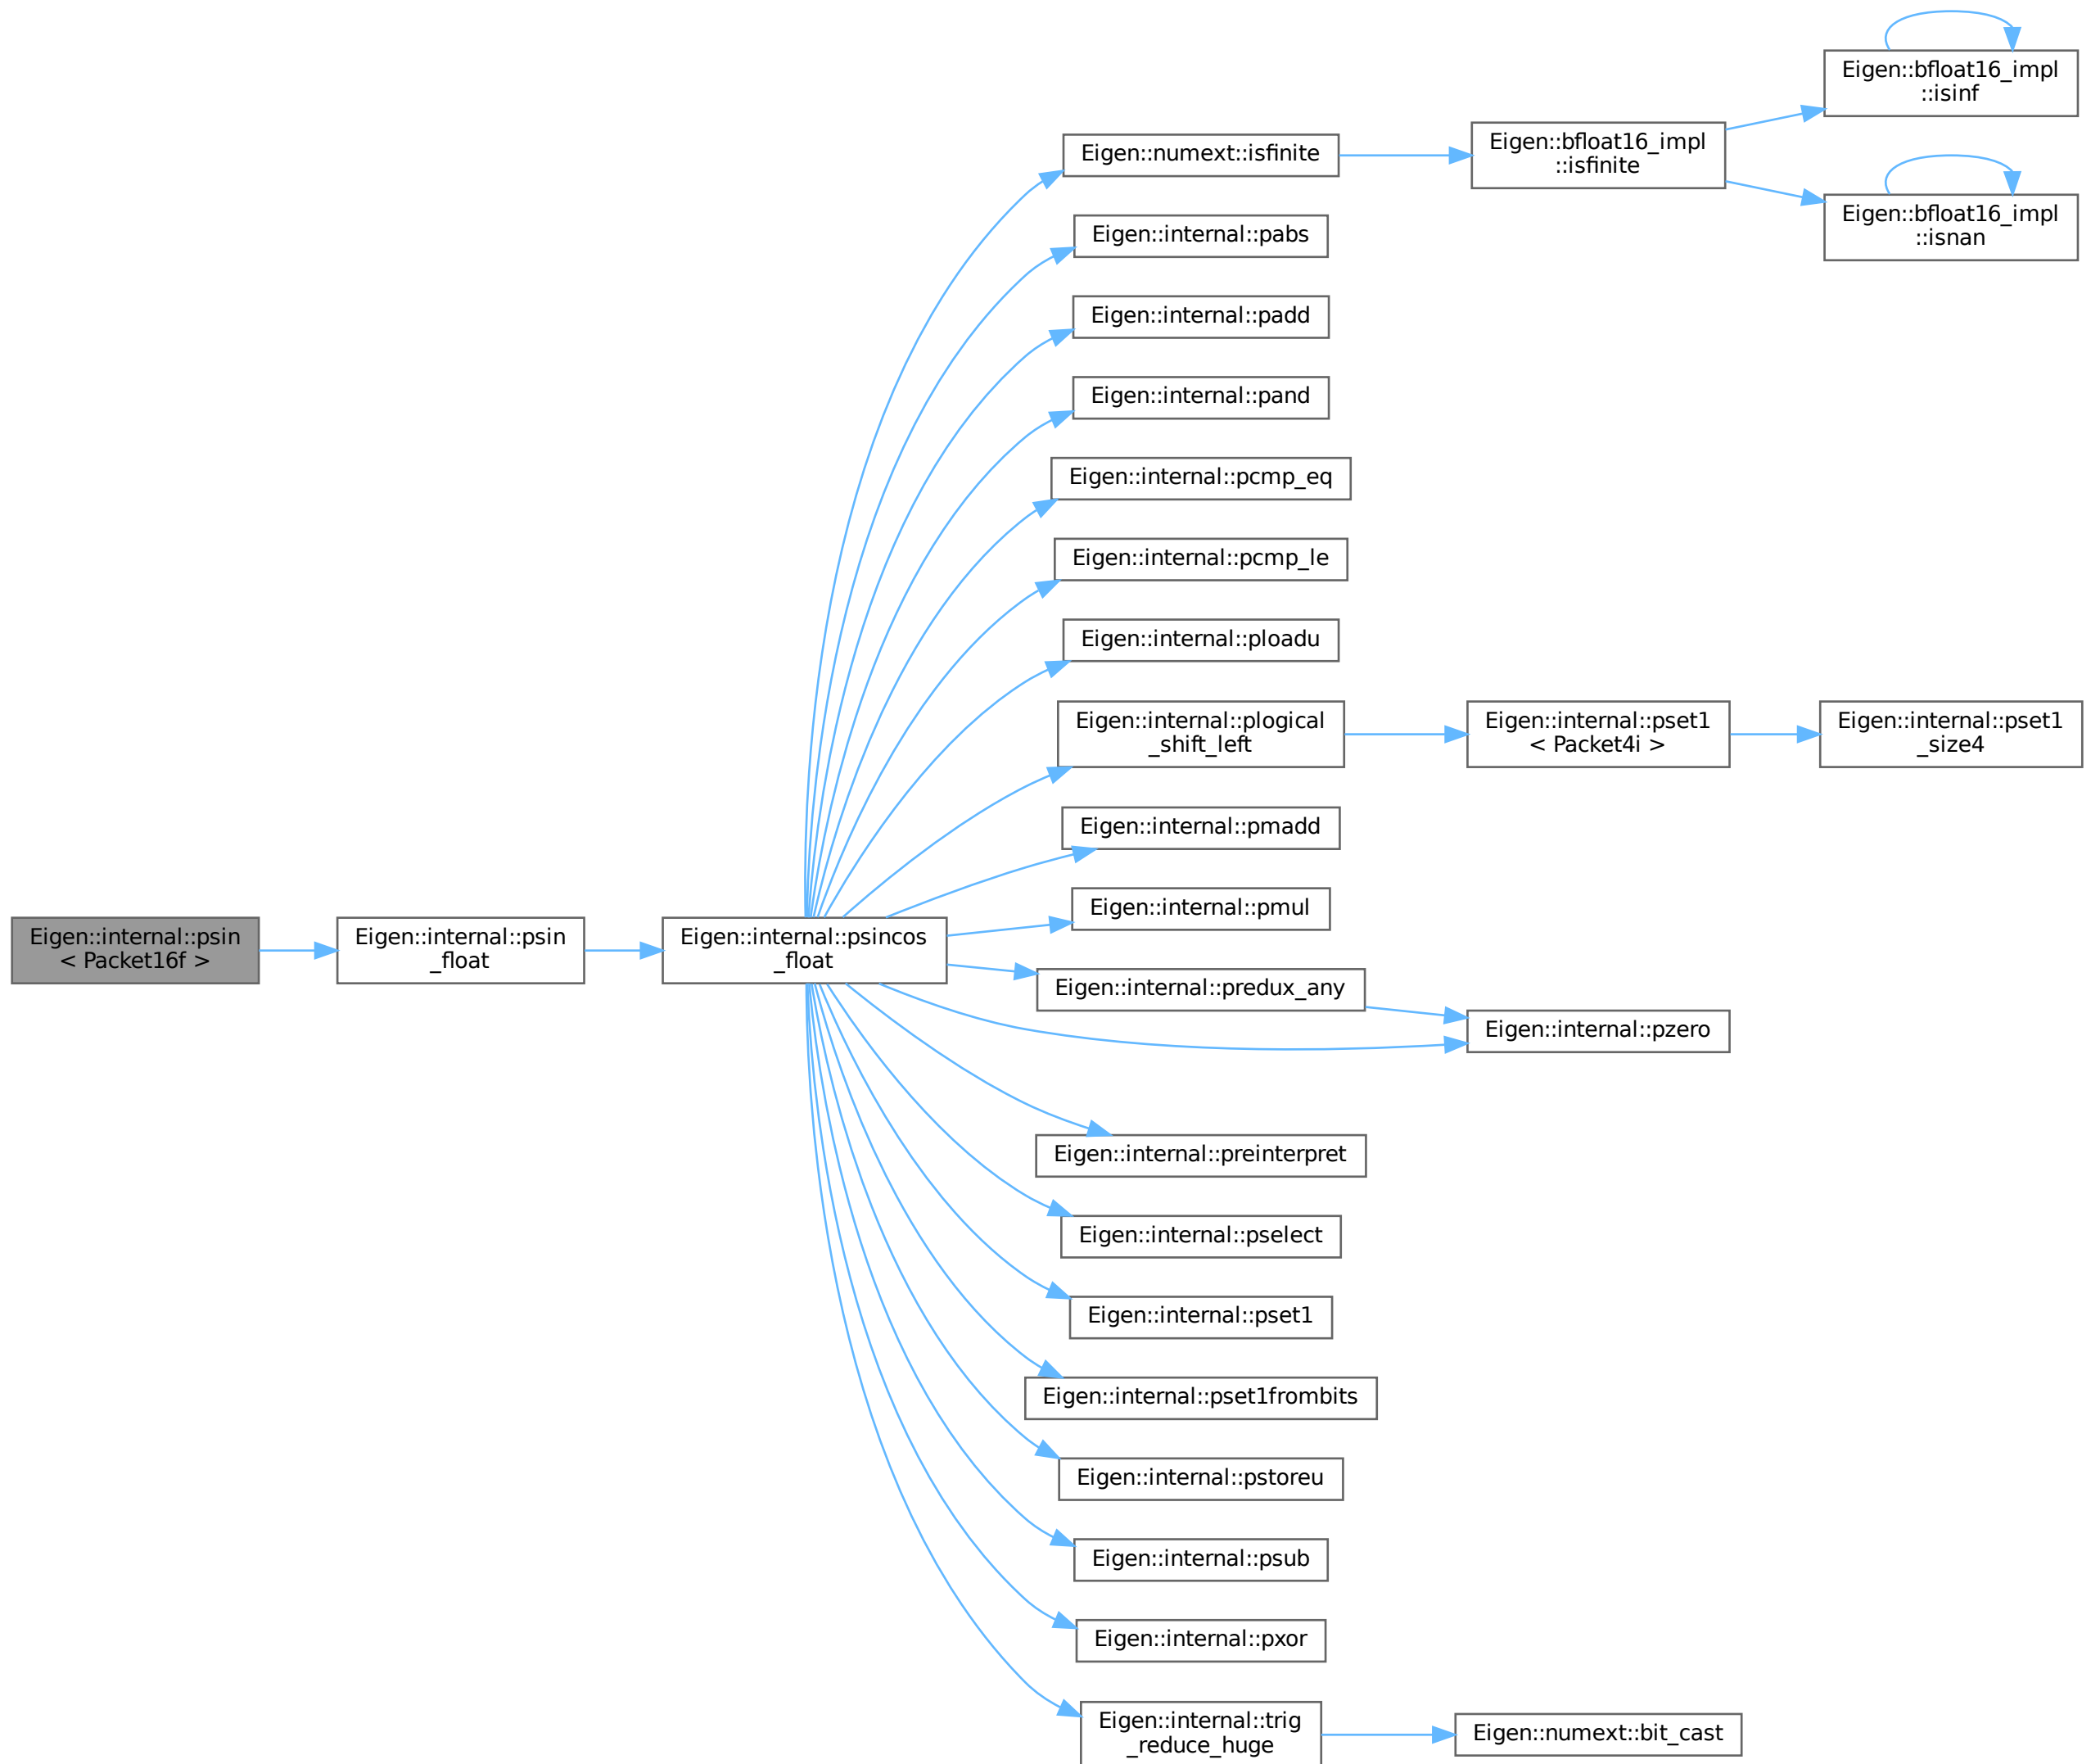 Eigen::internal::psin
< Packet16f >
Eigen::internal::psin
_float
Eigen::internal::psincos
_float
Eigen::numext::isfinite
Eigen::bfloat16_impl
::isfinite
Eigen::bfloat16_impl
::isinf
Eigen::bfloat16_impl
::isnan
Eigen::internal::pabs
Eigen::internal::padd
Eigen::internal::pand
Eigen::internal::pcmp_eq
Eigen::internal::pcmp_le
Eigen::internal::ploadu
Eigen::internal::plogical
_shift_left
Eigen::internal::pset1
< Packet4i >
Eigen::internal::pset1
_size4
Eigen::internal::pmadd
Eigen::internal::pmul
Eigen::internal::predux_any
Eigen::internal::pzero
Eigen::internal::preinterpret
Eigen::internal::pselect
Eigen::internal::pset1
Eigen::internal::pset1frombits
Eigen::internal::pstoreu
Eigen::internal::psub
Eigen::internal::pxor
Eigen::internal::trig
_reduce_huge
Eigen::numext::bit_cast